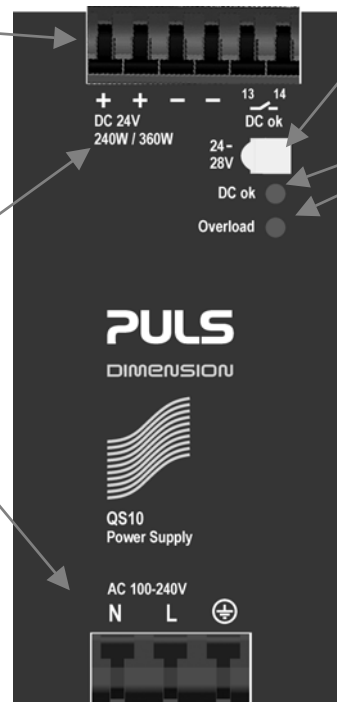 + + – – 13 14
DC 24V
240W / 360W
DC ok
24-
28V
DC ok
Overload
PULS
DIMENSION
QS10
Power Supply
AC 100-240V
N L